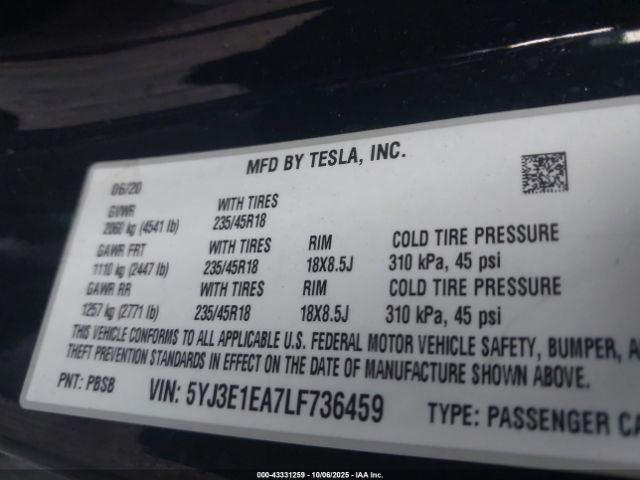 MFD BY TESLA, INC.
06/20
GVWR WITH TIRES
2060 kg (4541 lb) 235/45R18
GAWR FRT WITH TIRES RIM COLD TIRE PRESSURE
1110 kg (2447 lb) 235/45R18 18X8.5J 310 kPa, 45 psi
GAWR RR WITH TIRES RIM COLD TIRE PRESSURE
1257 kg (2771 lb) 235/45R18 18X8.5J 310 kPa, 45 psi
THIS VEHICLE CONFORMS TO ALL APPLICABLE U.S. FEDERAL MOTOR VEHICLE SAFETY, BUMPER, A
THEFT PREVENTION STANDARDS IN EFFECT ON THE DATE OF MANUFACTURE SHOWN ABOVE.
PNT: PBSB VIN: 5YJ3E1EA7LF736459 TYPE: PASSENGER CA
000-43331259 | 10/06/2025 | IAA Inc.